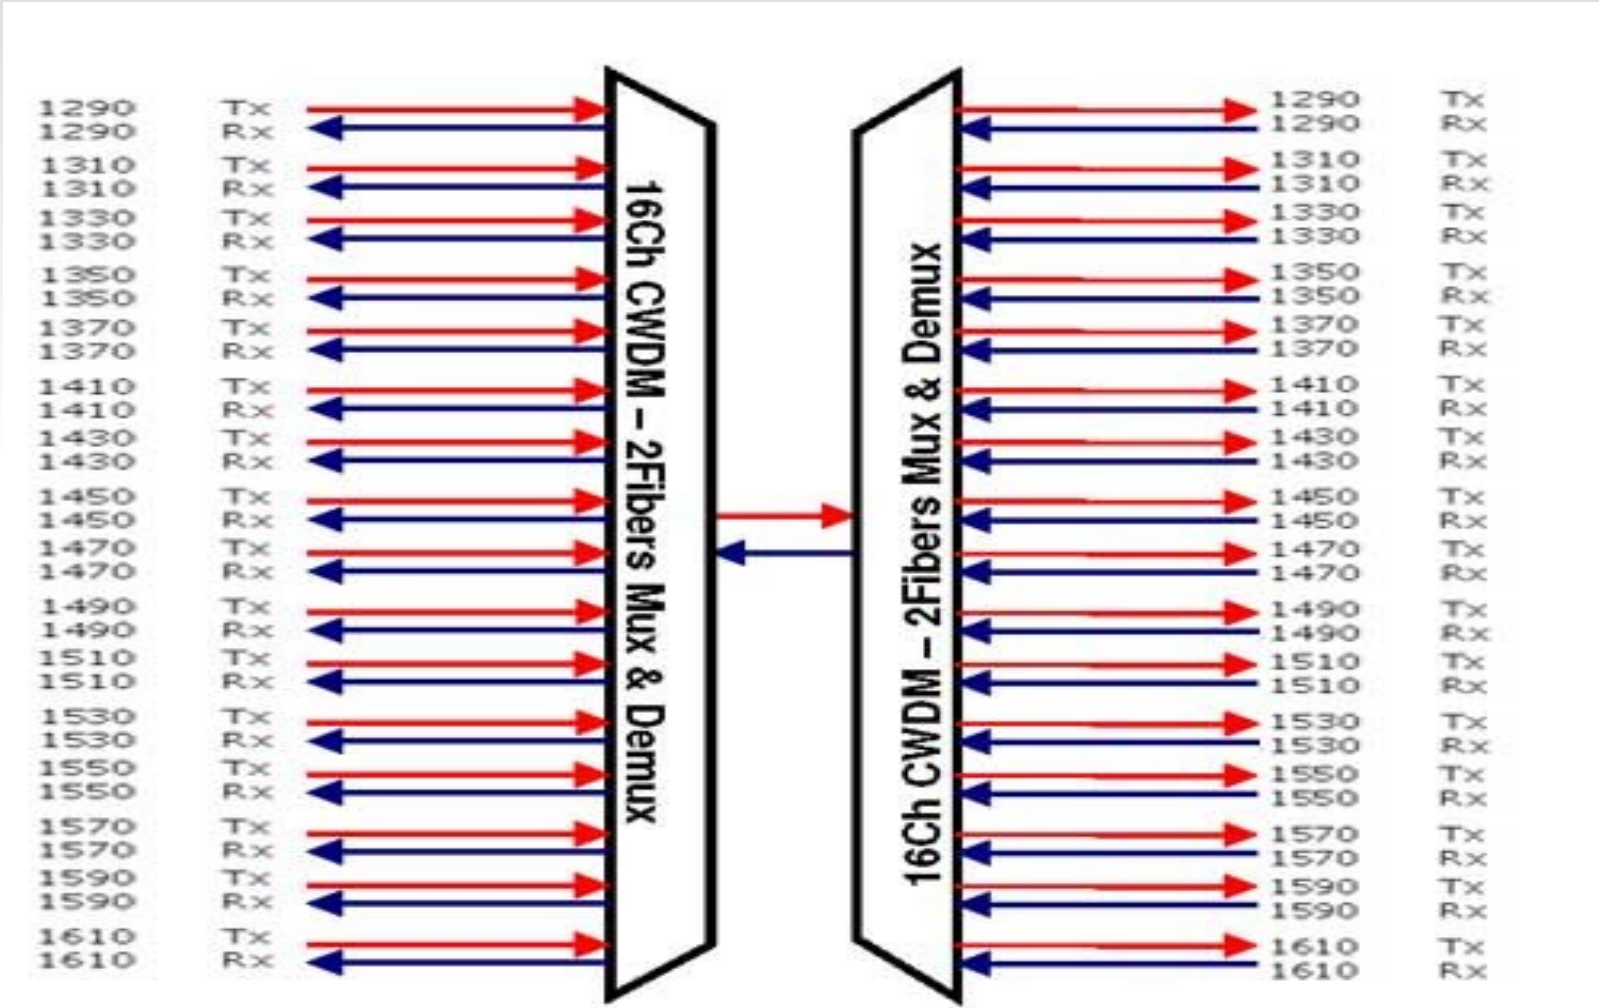 1290 Tx
1290 Rx
1310 Tx
1310 Rx
1330 Tx
1330 Rx
1350 Tx
1350 Rx
1370 Tx
1370 Rx
1410 Tx
1410 Rx
1430 Tx
1430 Rx
1450 Tx
1450 Rx
1470 Tx
1470 Rx
1490 Tx
1490 Rx
1510 Tx
1510 Rx
1530 Tx
1530 Rx
1550 Tx
1550 Rx
1570 Tx
1570 Rx
1590 Tx
1590 Rx
1610 Tx
1610 Rx
16Ch CWDM – 2Fibers Mux & Demux
16Ch CWDM – 2Fibers Mux & Demux
1290 Tx
1290 Rx
1310 Tx
1310 Rx
1330 Tx
1330 Rx
1350 Tx
1350 Rx
1370 Tx
1370 Rx
1410 Tx
1410 Rx
1430 Tx
1430 Rx
1450 Tx
1450 Rx
1470 Tx
1470 Rx
1490 Tx
1490 Rx
1510 Tx
1510 Rx
1530 Tx
1530 Rx
1550 Tx
1550 Rx
1570 Tx
1570 Rx
1590 Tx
1590 Rx
1610 Tx
1610 Rx